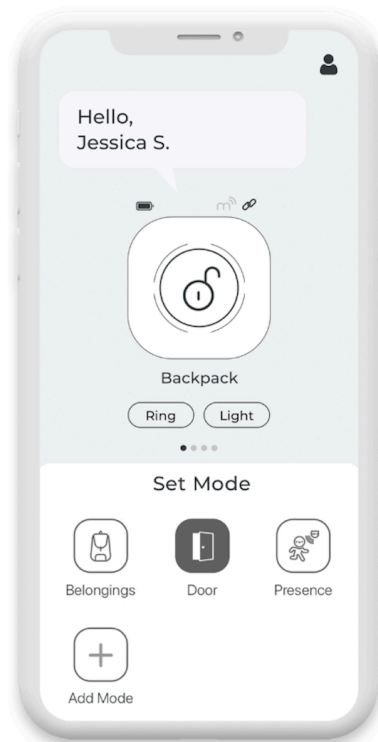 Hello,
Jessica S.
m
Backpack
Ring Light
Set Mode
Belongings Door Presence
Add Mode